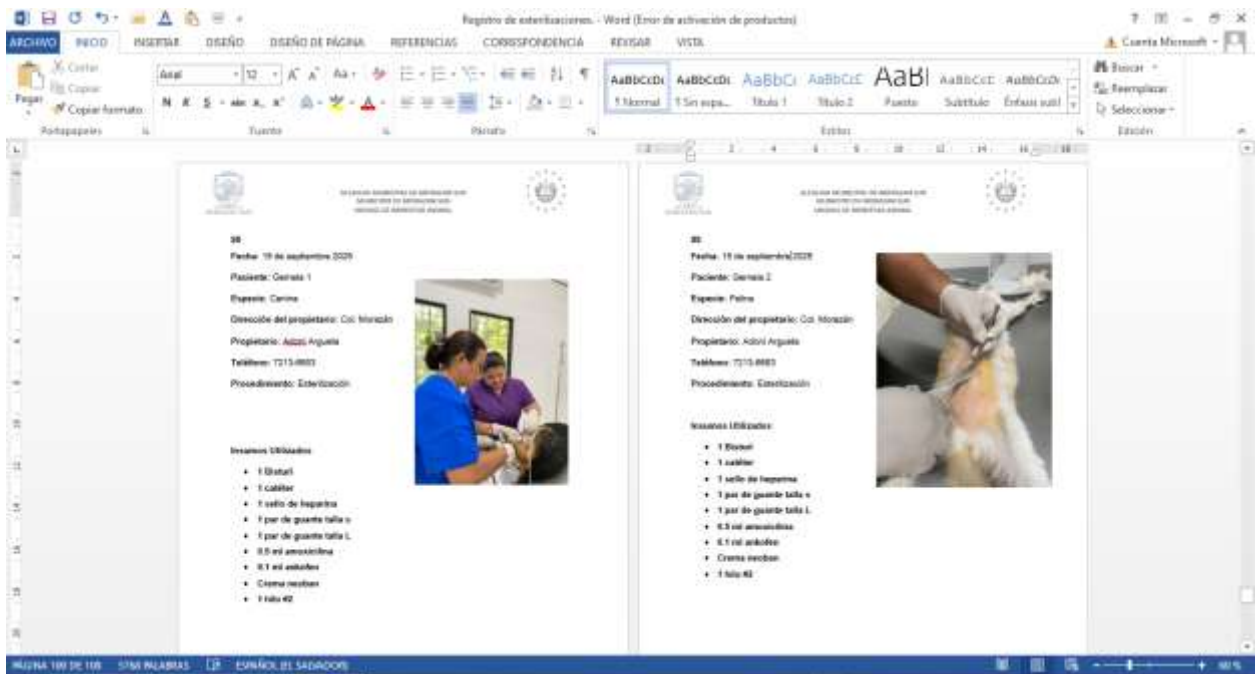 Registro de esterilizaciones. - Word (Error de activación de productos)
ARCHIVO INICIO INSERTAR DISEÑO DISEÑO DE PÁGINA REFERENCIAS CORRESPONDENCIA REVISAR VISTA
Cuenta Microsoft
Cortar
Copiar
Pegar
Copiar formato
Portapapeles
Arial 12
N K S
Fuente
Párrafo
AaBbCcDc AaBbCcDc AaBbCc AaBbCcC AaBl AaBbCcC AaBbCcDc
1 Normal 1 Sin espa... Título 1 Título 2 Puesto Subtítulo Énfasis sutil
Estilos
Buscar
Reemplazar
Seleccionar
Edición
Fecha: 19 de septiembre 2025
Paciente: Gemela 1
Especie: Canina
Dirección del propietario: Col. Morazán
Propietario: Adoni Argueta
Procedimiento: Esterilización
Insumos Utilizados:
1 Bisturí
1 catéter
1 sello de heparina
1 par de guante talla s
1 par de guante talla L
0.5 ml amoxicilina
0.1 ml ankofen
Crema neoban
1 hilo #2
Fecha: 19 de septiembre 2025
Paciente: Gemela 2
Especie: Felina
Dirección del propietario: Col. Morazán
Propietario: Adoni Argueta
Procedimiento: Esterilización
Insumos Utilizados:
1 Bisturí
1 catéter
1 sello de heparina
1 par de guante talla s
1 par de guante talla L
0.5 ml amoxicilina
0.1 ml ankofen
Crema neoban
1 hilo #2
PÁGINA 100 DE 108 5768 PALABRAS ESPAÑOL (EL SALVADOR) 60 %